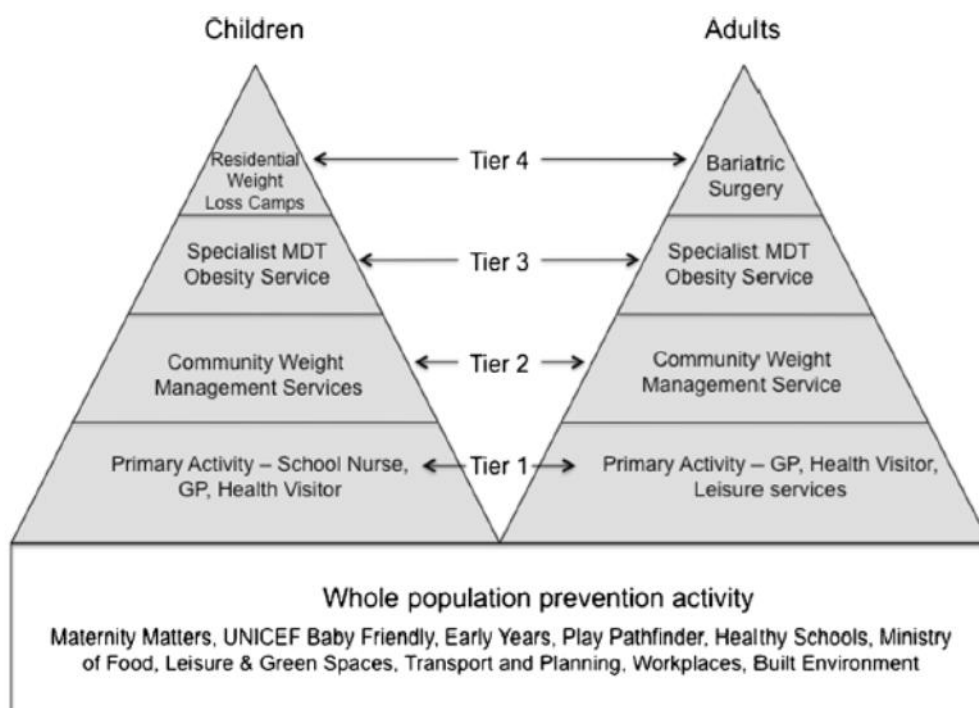 Children
Adults
Residential
Weight
Loss Camps
Tier 4
Bariatric
Surgery
Specialist MDT
Obesity Service
Tier 3
Specialist MDT
Obesity Service
Community Weight
Management Services
Tier 2
Community Weight
Management Service
Primary Activity – School Nurse,
GP, Health Visitor
Tier 1
Primary Activity – GP, Health Visitor,
Leisure services
Whole population prevention activity
Maternity Matters, UNICEF Baby Friendly, Early Years, Play Pathfinder, Healthy Schools, Ministry
of Food, Leisure & Green Spaces, Transport and Planning, Workplaces, Built Environment